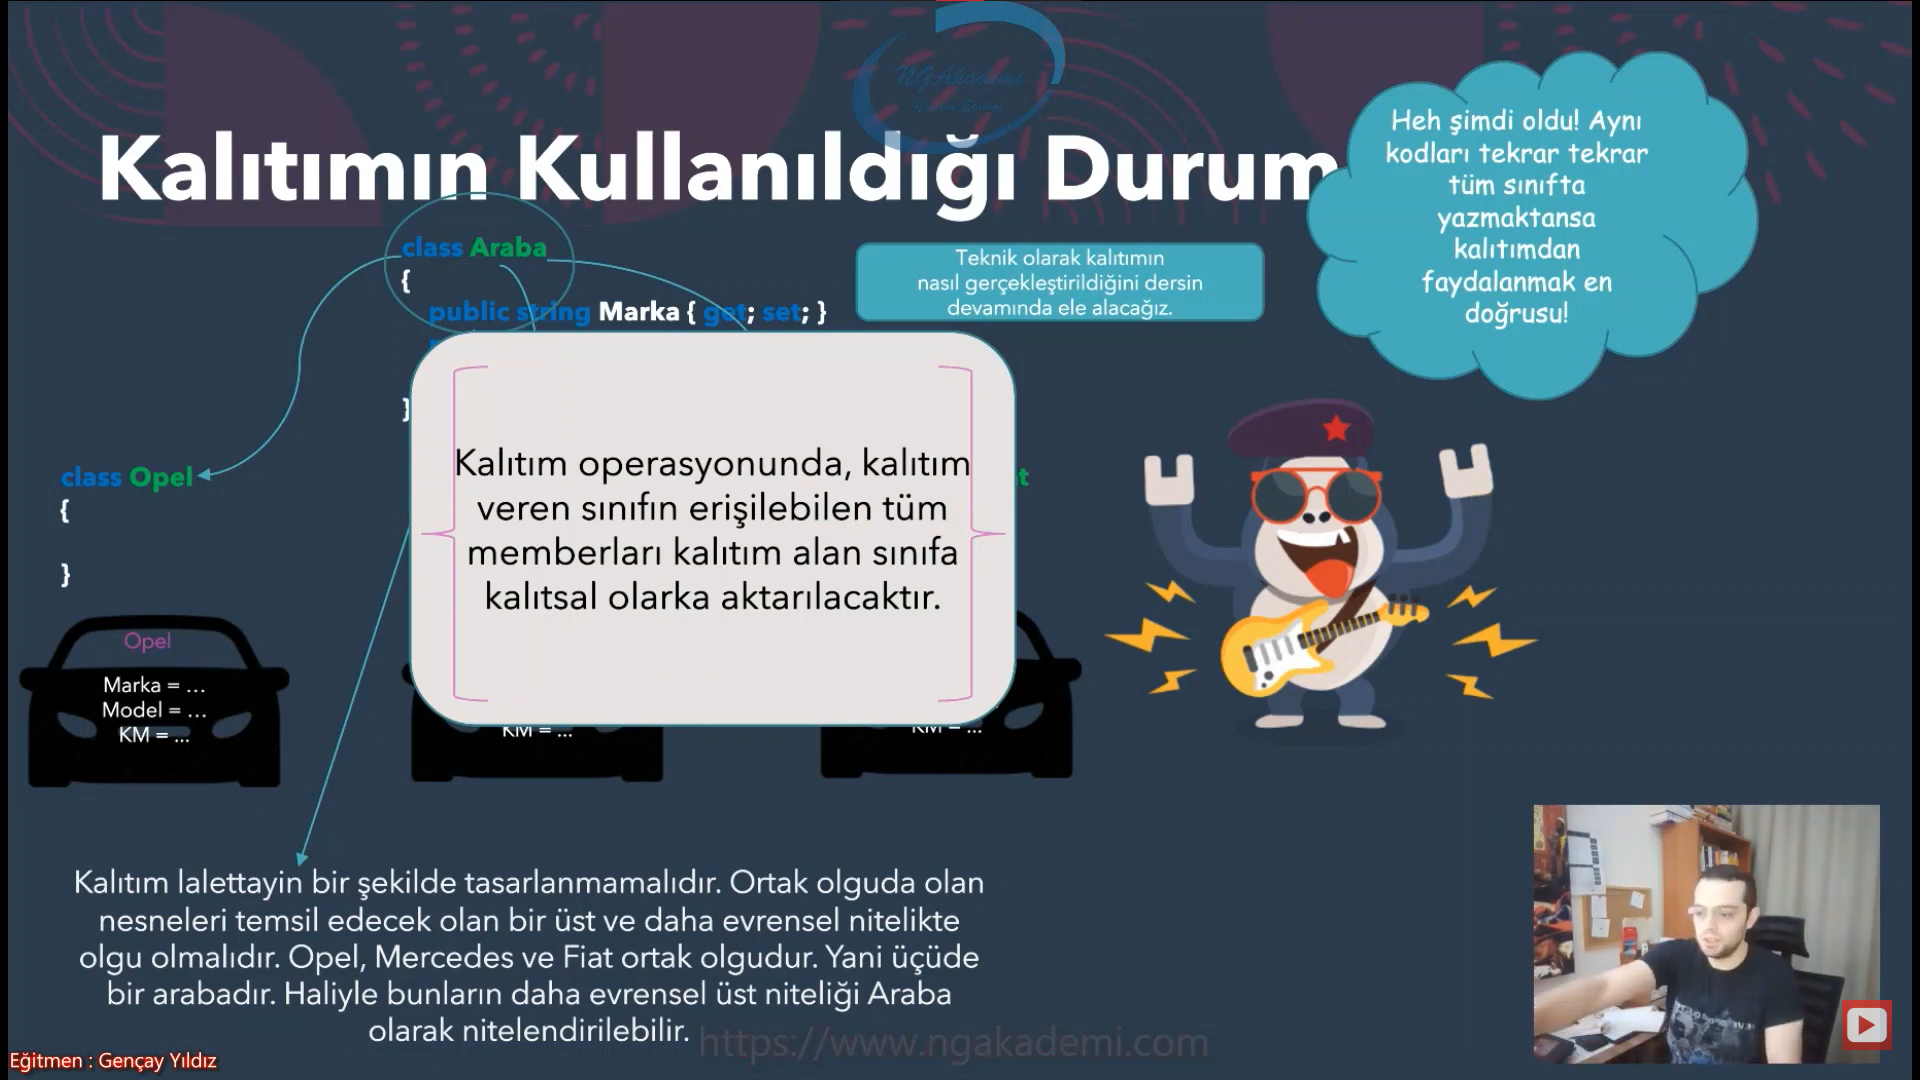 NGAkademi
Kalıtımın Kullanıldığı Durum
Heh şimdi oldu! Aynı
kodları tekrar tekrar
tüm sınıfta
yazmaktansa
kalıtımdan
faydalanmak en
doğrusu!
class Araba
{
public string Marka { get; set; }
}
Teknik olarak kalıtımın
nasıl gerçekleştirildiğini dersin
devamında ele alacağız.
Kalıtım operasyonunda, kalıtım
veren sınıfın erişilebilen tüm
memberları kalıtım alan sınıfa
kalıtsal olarka aktarılacaktır.
class Opel
{
}
t
Opel
Marka = ...
Model = ...
KM = ...
KM = ...
KM = ...
Kalıtım lalettayin bir şekilde tasarlanmamalıdır. Ortak olguda olan
nesneleri temsil edecek olan bir üst ve daha evrensel nitelikte
olgu olmalıdır. Opel, Mercedes ve Fiat ortak olgudur. Yani üçüde
bir arabadır. Haliyle bunların daha evrensel üst niteliği Araba
olarak nitelendirilebilir.
https://www.ngakademi.com
Eğitmen : Gençay Yıldız